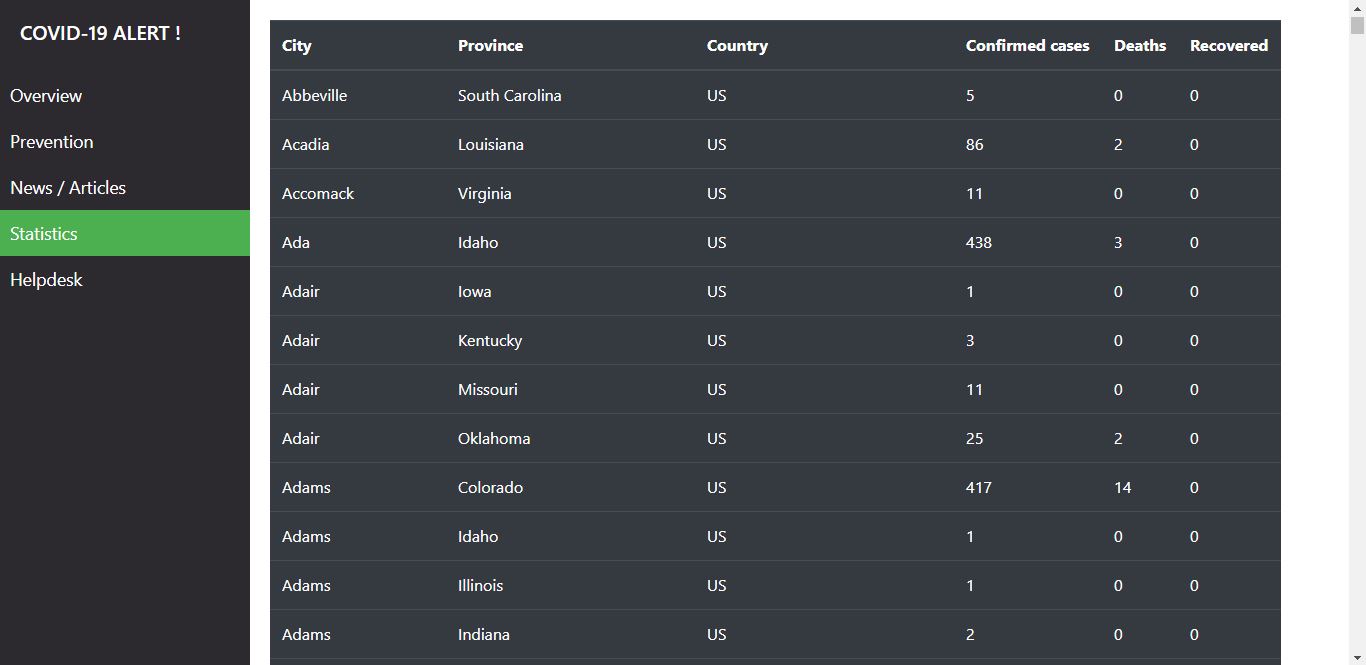 COVID-19 ALERT !
Overview
Prevention
News / Articles
Statistics
Helpdesk
City Province Country Confirmed cases Deaths Recovered
Abbeville South Carolina US 5 0 0
Acadia Louisiana US 86 2 0
Accomack Virginia US 11 0 0
Ada Idaho US 438 3 0
Adair Iowa US 1 0 0
Adair Kentucky US 3 0 0
Adair Missouri US 11 0 0
Adair Oklahoma US 25 2 0
Adams Colorado US 417 14 0
Adams Idaho US 1 0 0
Adams Illinois US 1 0 0
Adams Indiana US 2 0 0